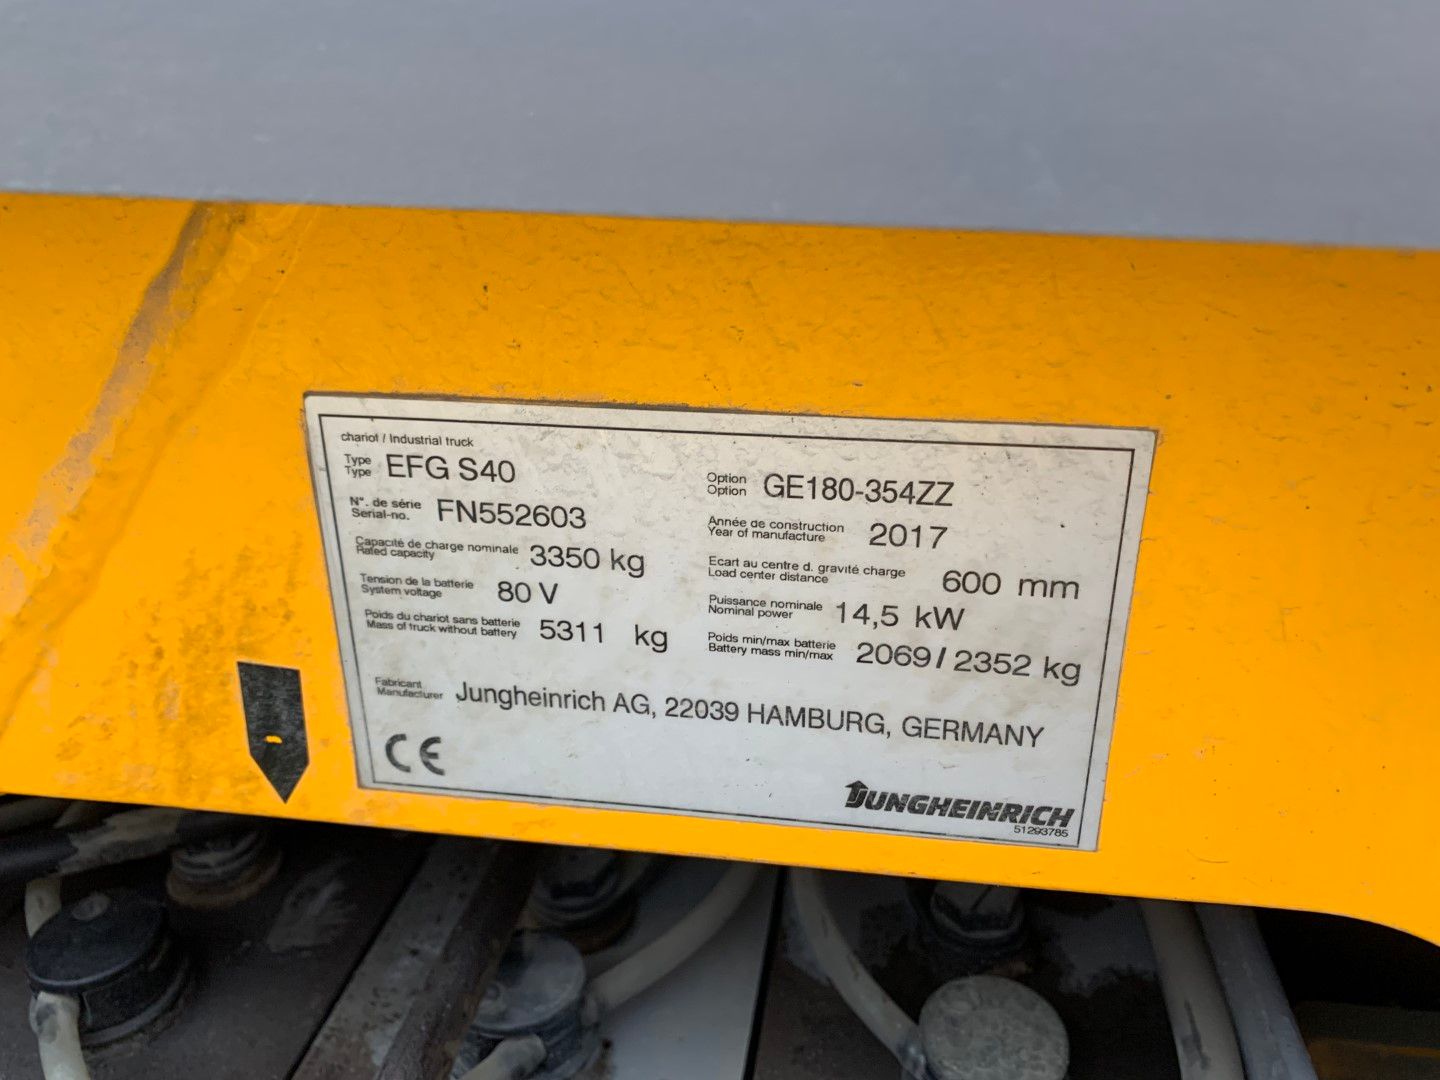 chariot / Industrial truck
Type
Type EFG S40
Option
Option GE180-354ZZ
N°. de série
Serial-no. FN552603
Année de construction
Year of manufacture 2017
Capacité de charge nominale
Rated capacity 3350 kg
Ecart au centre d. gravité charge
Load center distance 600 mm
Tension de la batterie
System voltage 80 V
Puissance nominale
Nominal power 14,5 kW
Poids du chariot sans batterie
Mass of truck without battery 5311 kg
Poids min/max batterie
Battery mass min/max 2069/2352 kg
Fabricant
Manufacturer Jungheinrich AG, 22039 HAMBURG, GERMANY
CE
JUNGHEINRICH
51293785